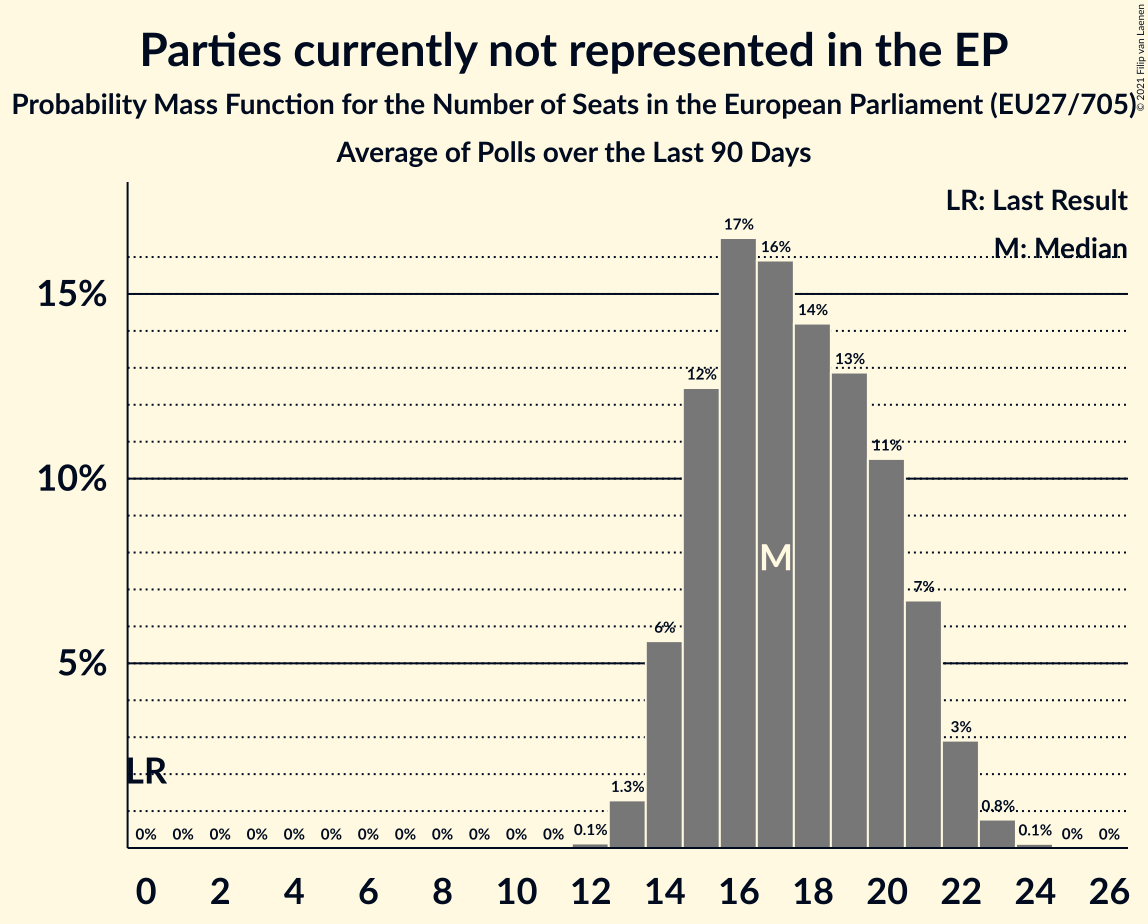 Parties currently not represented in the EP
Probability Mass Function for the Number of Seats in the European Parliament (EU27/705)
Average of Polls over the Last 90 Days
© 2021 Filip van Laenen
LR: Last Result
M: Median
15%
10%
5%
17%
16%
14%
13%
12%
11%
7%
6%
3%
1.3%
0.8%
0.1%
0.1%
M
LR
0% 0% 0% 0% 0% 0% 0% 0% 0% 0% 0% 0% 0% 0%
0 2 4 6 8 10 12 14 16 18 20 22 24 26